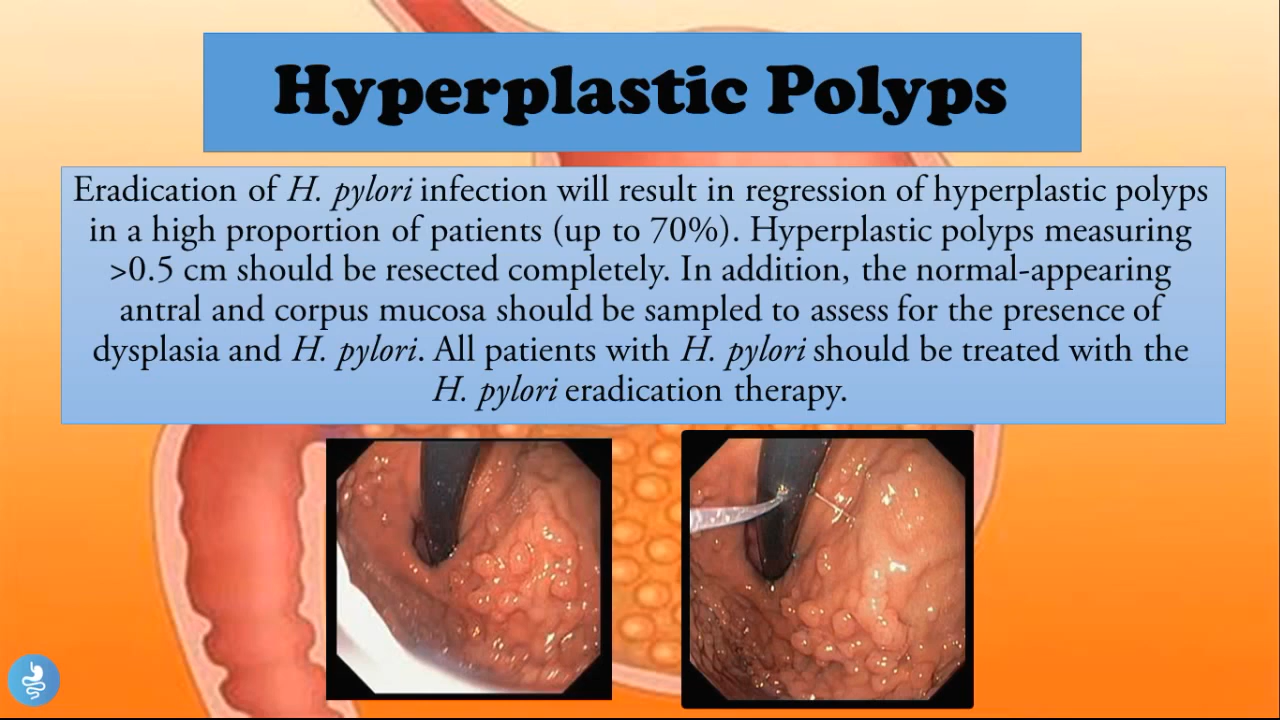 Hyperplastic Polyps
Eradication of H. pylori infection will result in regression of hyperplastic polyps
in a high proportion of patients (up to 70%). Hyperplastic polyps measuring
>0.5 cm should be resected completely. In addition, the normal-appearing
antral and corpus mucosa should be sampled to assess for the presence of
dysplasia and H. pylori. All patients with H. pylori should be treated with the
H. pylori eradication therapy.